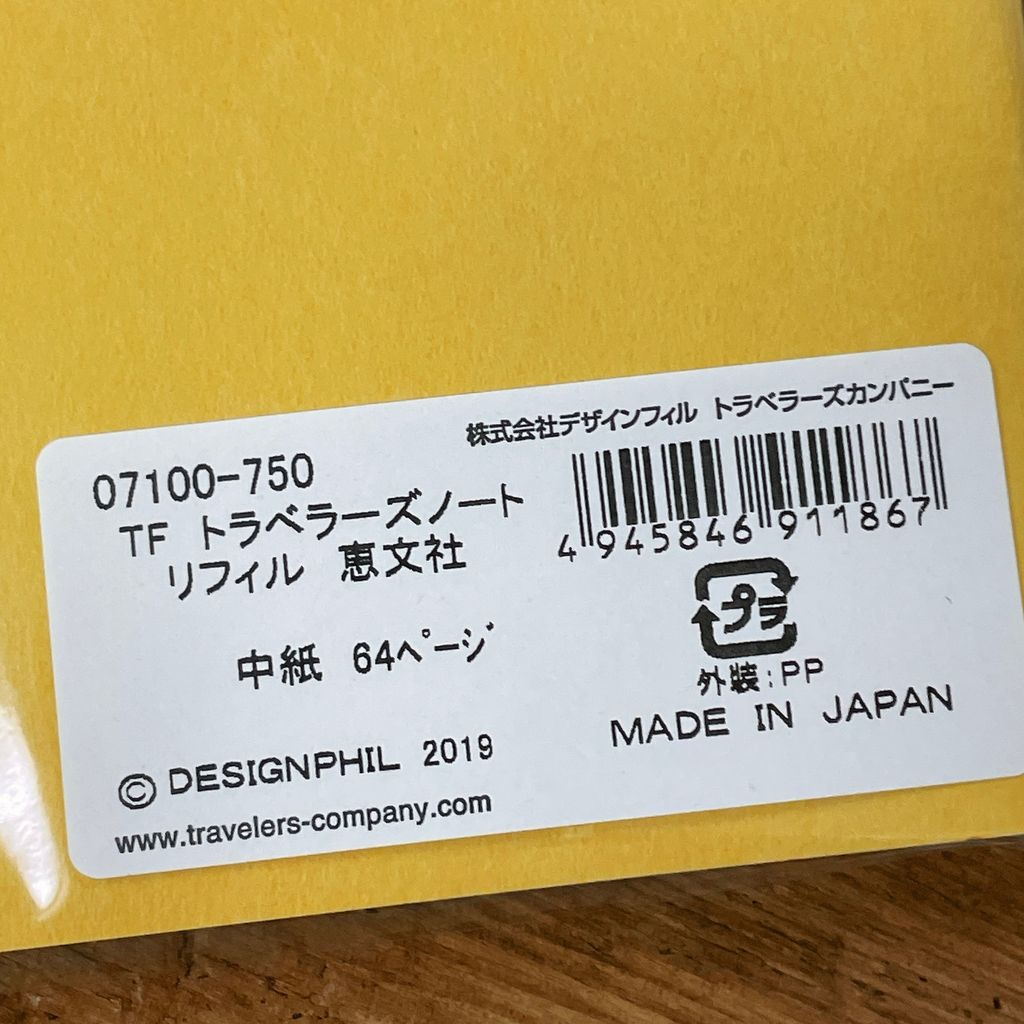 株式会社デザインフィル トラベラーズカンパニー
07100-750
TF トラベラーズノート
リフィル 恵文社
中紙 64ページ
© DESIGNPHIL 2019
www.travelers-company.com
4 945846 911867
プラ
外装:PP
MADE IN JAPAN